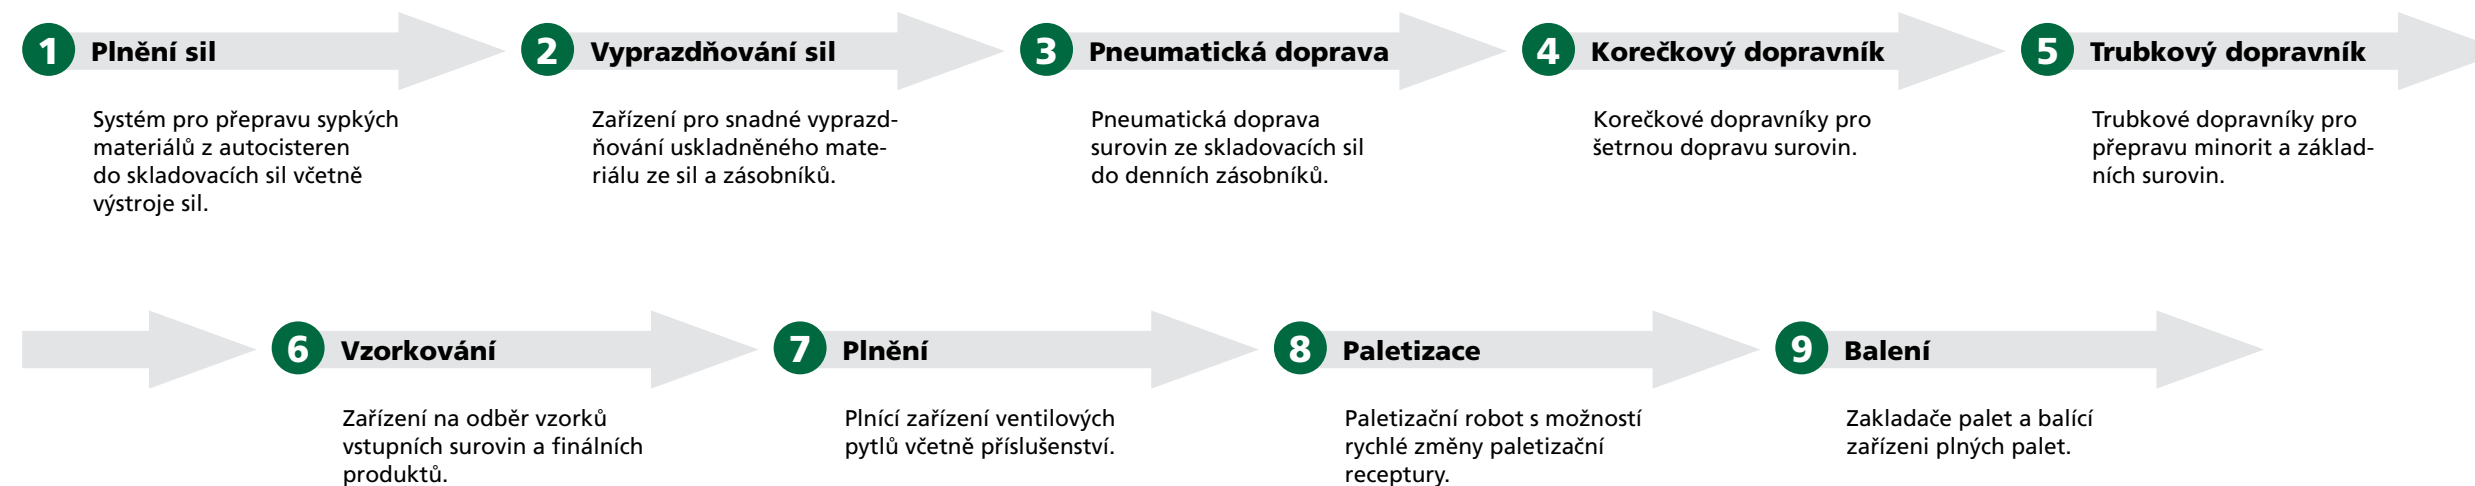 1 Plnění sil
Systém pro přepravu sypkých
materiálů z autocisteren
do skladovacích sil včetně
výstroje sil.
2 Vyprazdňování sil
Zařízení pro snadné vyprazd-
ňování uskladněného mate-
riálu ze sil a zásobníků.
3 Pneumatická doprava
Pneumatická doprava
surovin ze skladovacích sil
do denních zásobníků.
4 Korečkový dopravník
Korečkové dopravníky pro
šetrnou dopravu surovin.
5 Trubkový dopravník
Trubkové dopravníky pro
přepravu minorit a základ-
ních surovin.
6 Vzorkování
Zařízení na odběr vzorků
vstupních surovin a finálních
produktů.
7 Plnění
Plnící zařízení ventilových
pytlů včetně příslušenství.
8 Paletizace
Paletizační robot s možností
rychlé změny paletizační
receptury.
9 Balení
Zakladače palet a balící
zařízeni plných palet.